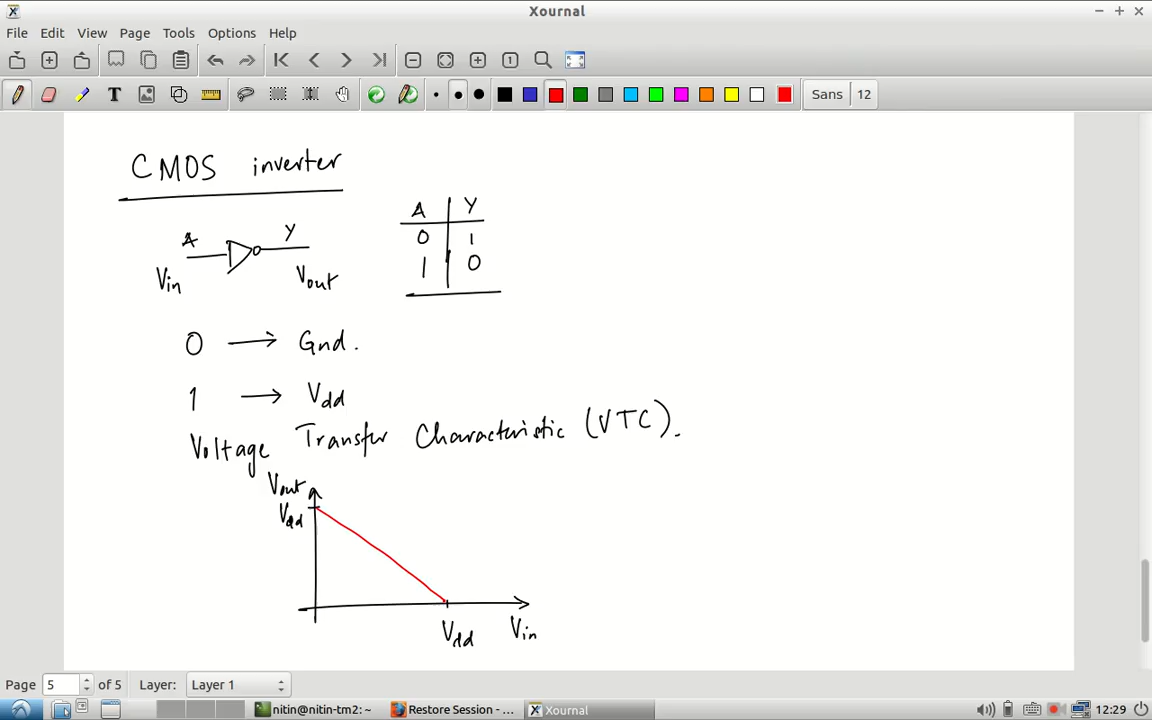 Xournal
File Edit View Page Tools Options Help
Sans 12
CMOS inverter
A Y
A Y
0 1
Vin Vout
1 0
0 → Gnd.
1 → Vdd
Voltage Transfer Characteristic (VTC).
Vout
Vdd
Vdd Vin
Page 5 of 5 Layer: Layer 1
nitin@nitin-tm2: ~ Restore Session - ... Xournal 12:29